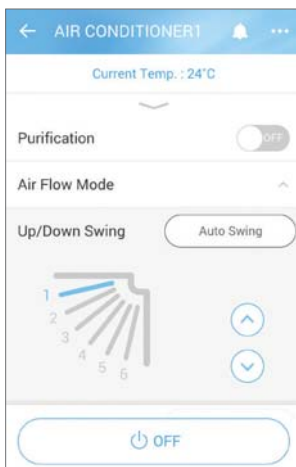 AIR CONDITIONER1
Current Temp. : 24°C
Purification OFF
Air Flow Mode
Up/Down Swing Auto Swing
1
2
3
4
5
6
OFF